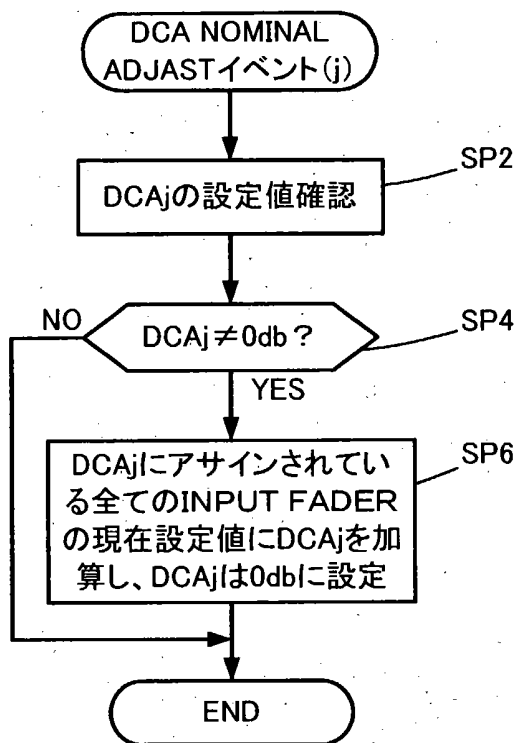 DCA NOMINAL
ADJASTイベント(j)
SP2
DCAjの設定値確認
SP4
NO
DCAj≠0db?
YES
SP6
DCAjにアサインされてい
る全てのINPUT FADER
の現在設定値にDCAjを加
算し、DCAjは0dbに設定
END